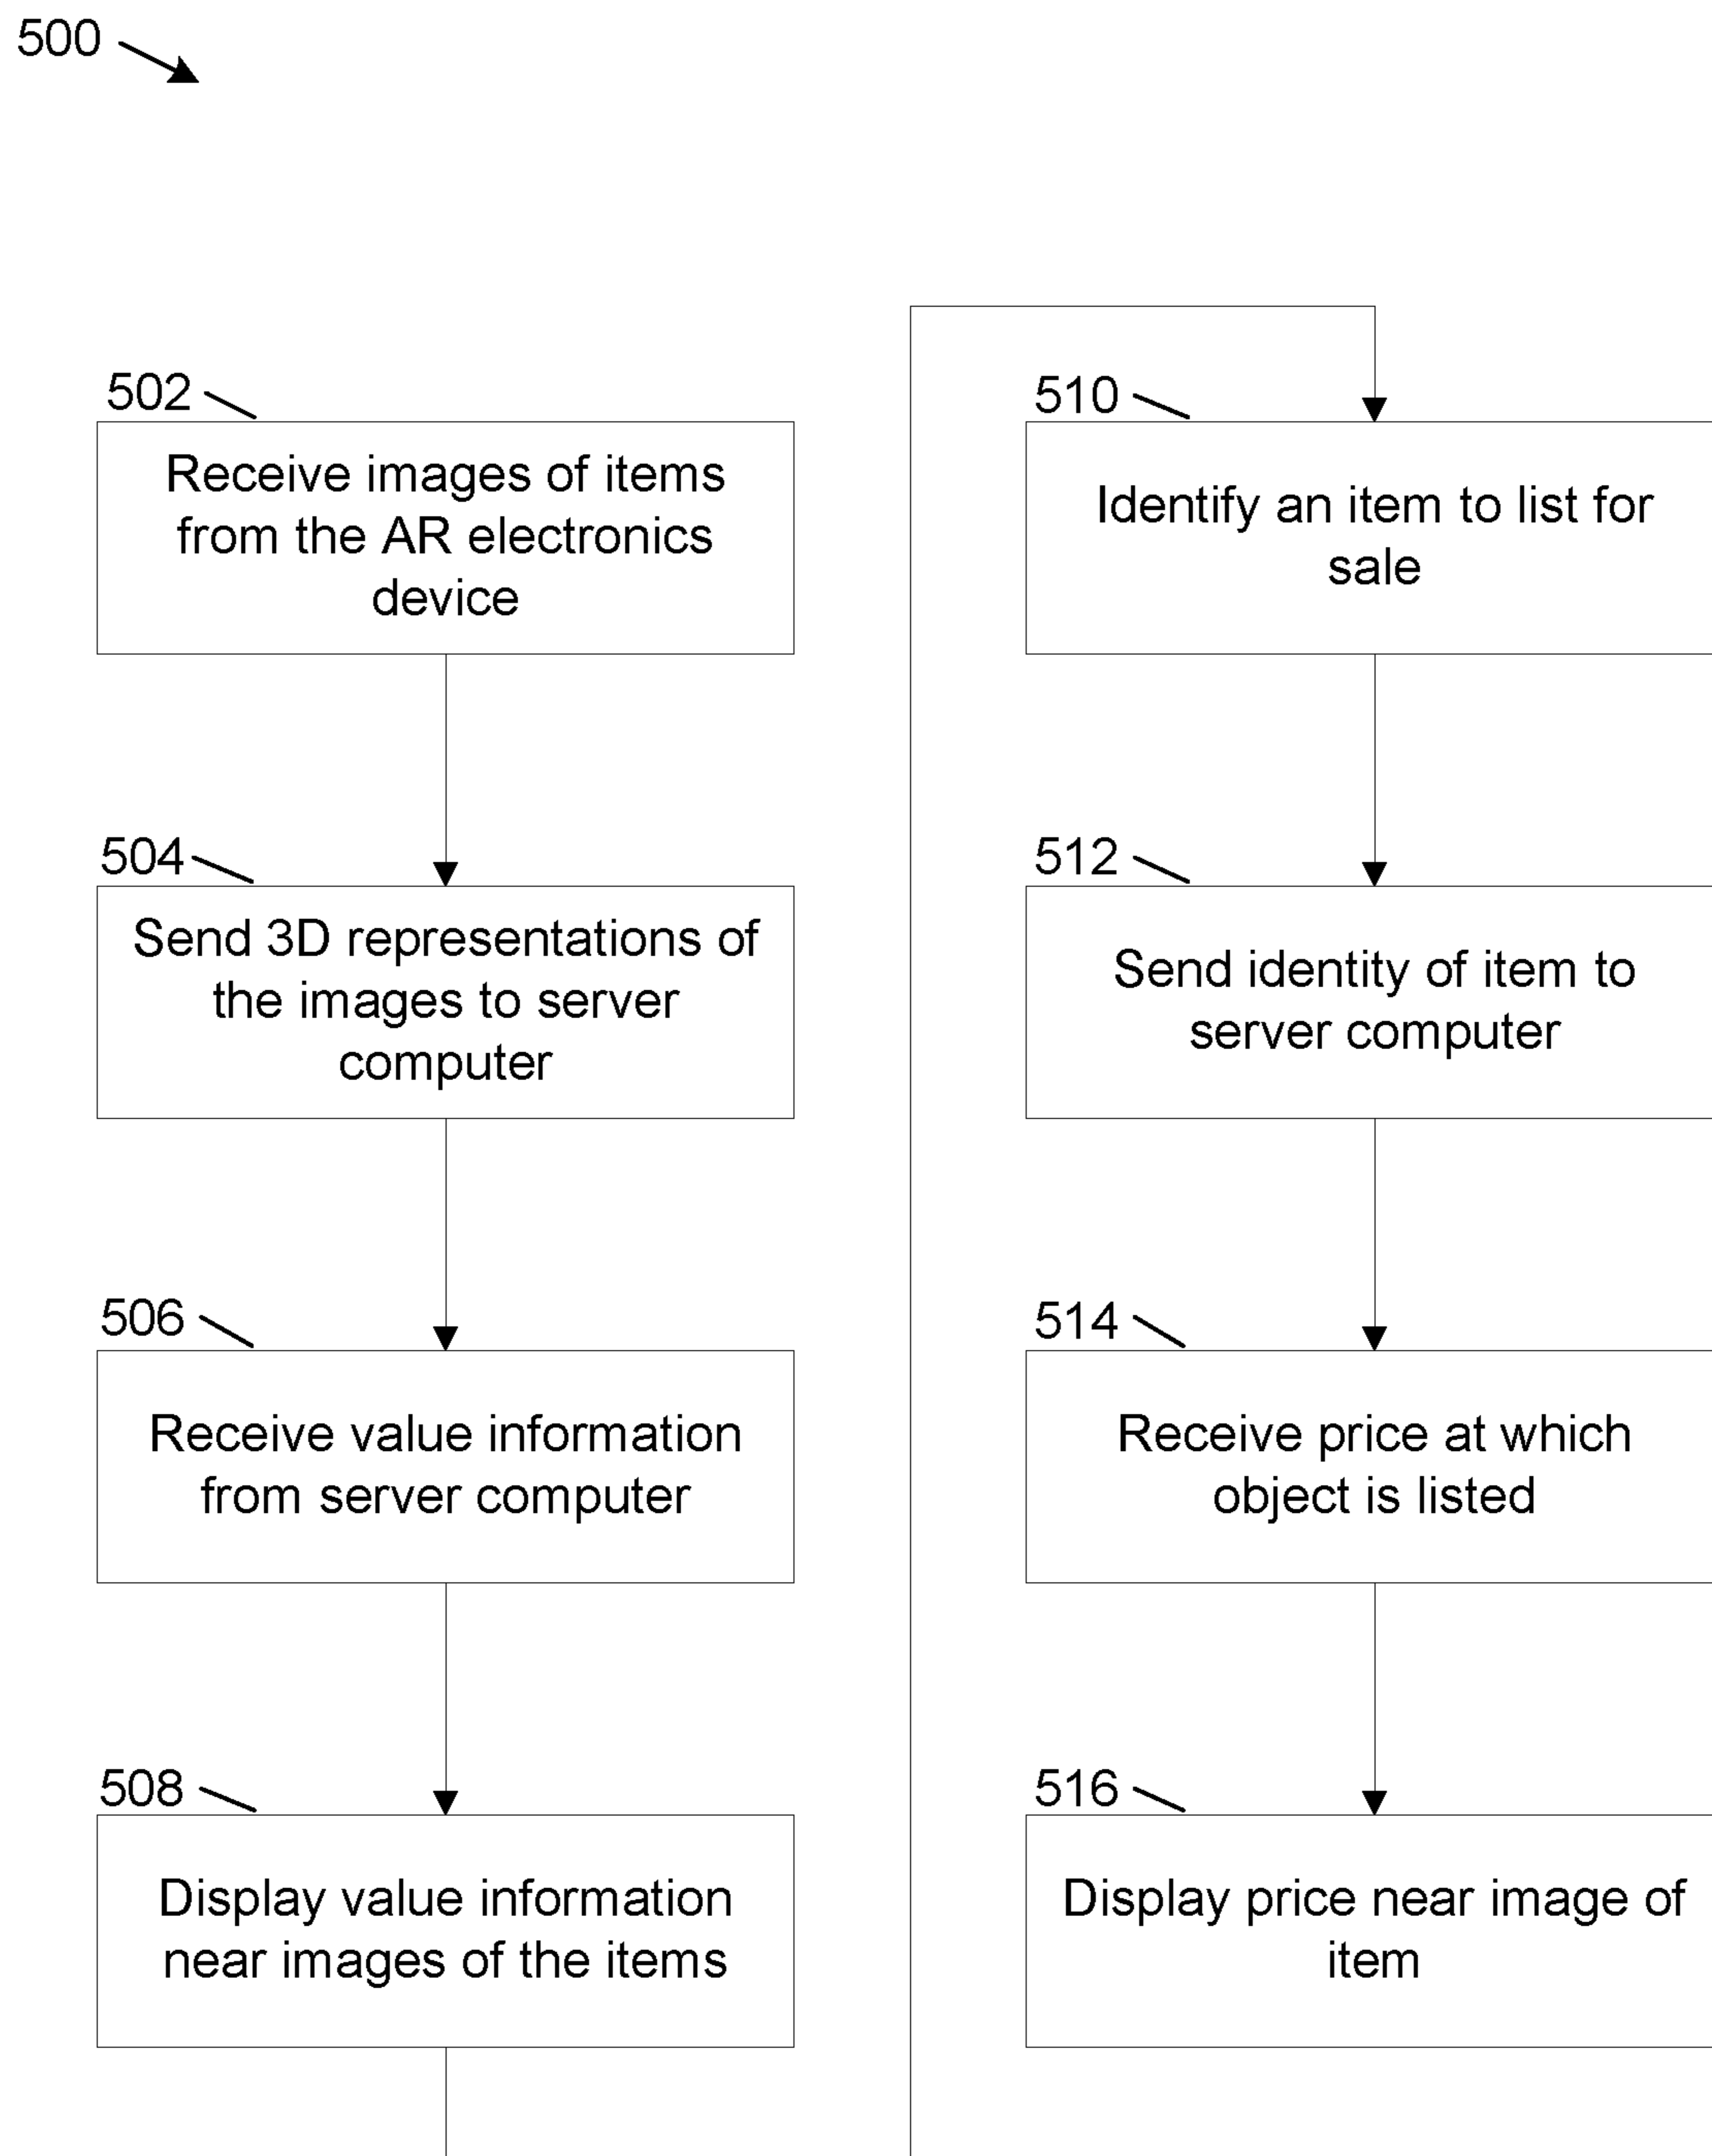 500
502
Receive images of items
from the AR electronics
device
504
Send 3D representations of
the images to server
computer
506
Receive value information
from server computer
508
Display value information
near images of the items
510
Identify an item to list for
sale
512
Send identity of item to
server computer
514
Receive price at which
object is listed
516
Display price near image of
item